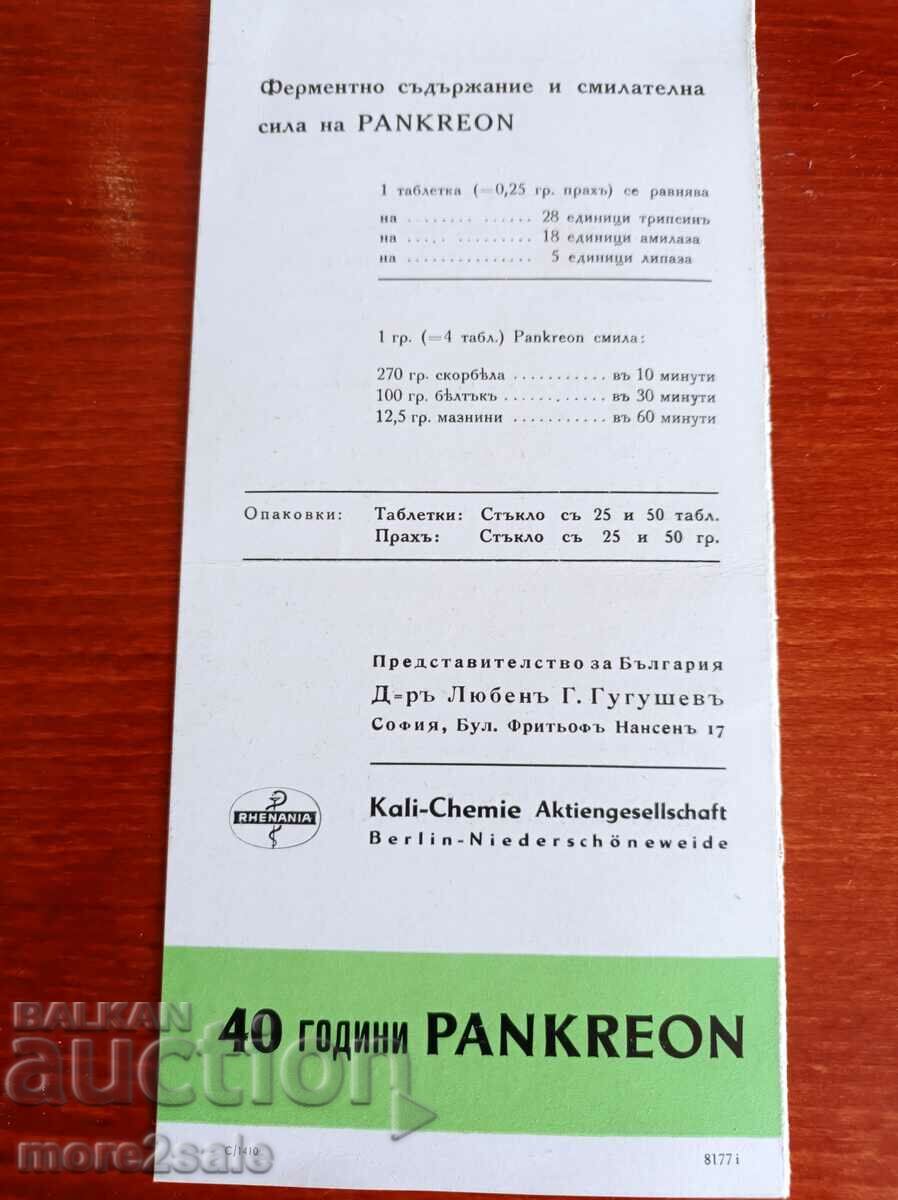 Ферментно съдържание и смилателна
сила на PANKREON
1 таблетка (=0,25 гр. прахъ) се равнява
на .................. 28 единици трипсинъ
на .................. 18 единици амилаза
на .................. 5 единици липаза
1 гр. (=4 табл.) Pankreon смила:
270 гр. скорбѣла ........... въ 10 минути
100 гр. бѣлтъкъ ............ въ 30 минути
12,5 гр. мазнини ........... въ 60 минути
Опаковки: Таблетки: Стъкло съ 25 и 50 табл.
Прахъ: Стъкло съ 25 и 50 гр.
Представителство за България
Д=ръ Любенъ Г. Гугушевъ
София, Бул. Фритьофъ Нансенъ 17
RHENANIA
Kali-Chemie Aktiengesellschaft
Berlin-Niederschöneweide
40 години PANKREON
BALKAN
auction
more2sale
C/1410
8177 i